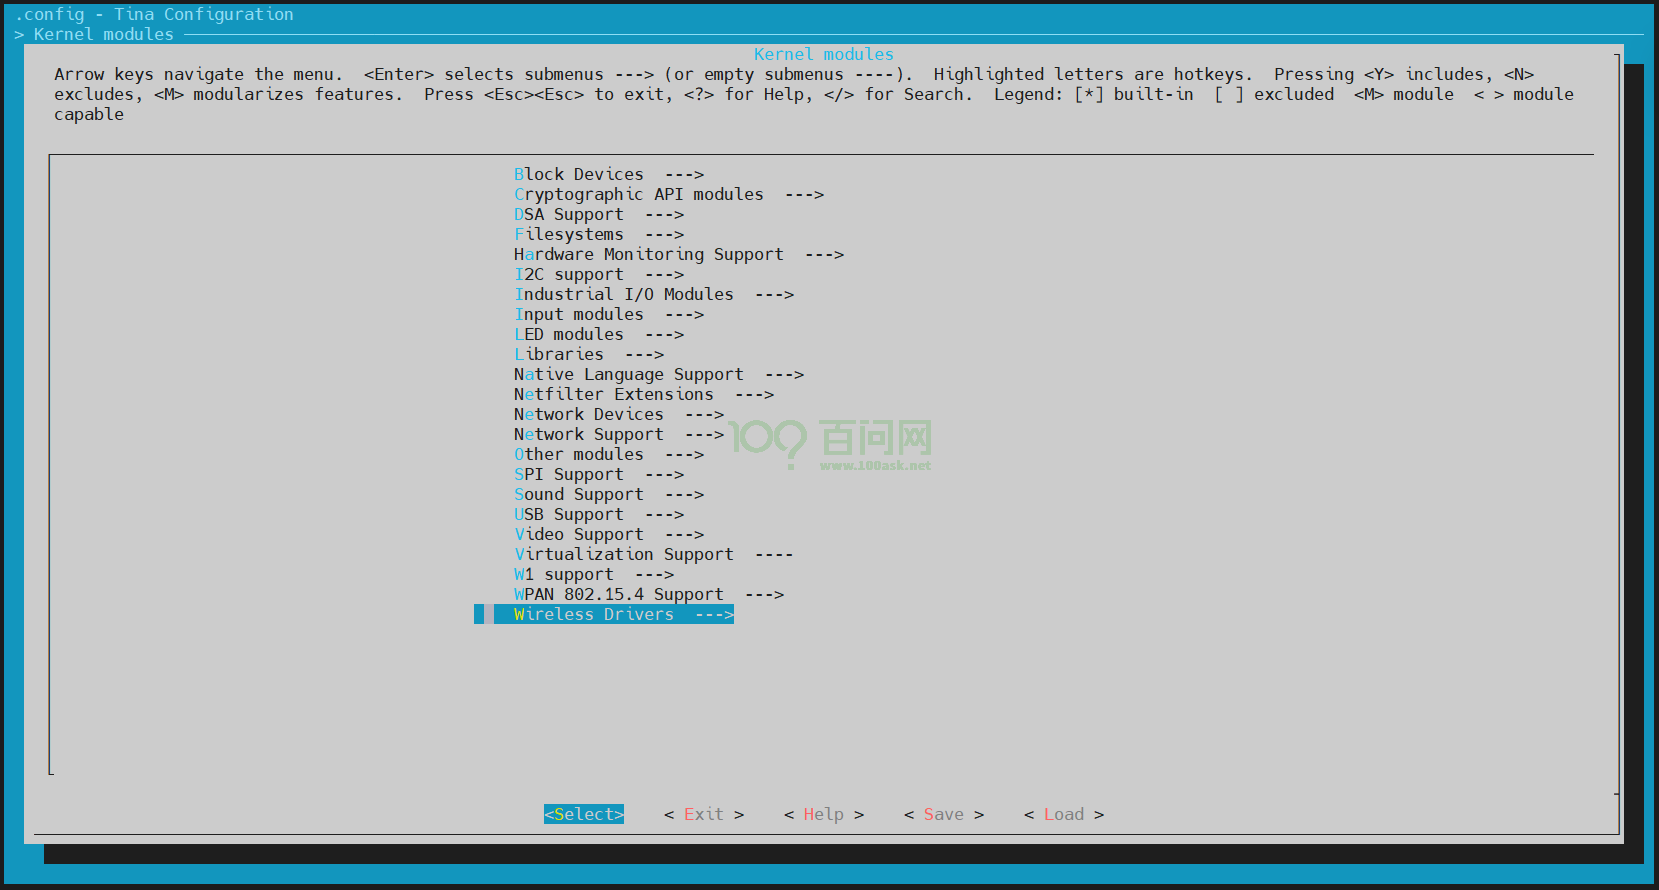 .config - Tina Configuration
> Kernel modules
Kernel modules
Arrow keys navigate the menu.  <Enter> selects submenus ---> (or empty submenus ----).  Highlighted letters are hotkeys.  Pressing <Y> includes, <N>
excludes, <M> modularizes features.  Press <Esc><Esc> to exit, <?> for Help, </> for Search.  Legend: [*] built-in  [ ] excluded  <M> module  < > module
capable
Block Devices  --->
Cryptographic API modules  --->
DSA Support  --->
Filesystems  --->
Hardware Monitoring Support  --->
I2C support  --->
Industrial I/O Modules  --->
Input modules  --->
LED modules  --->
Libraries  --->
Native Language Support  --->
Netfilter Extensions  --->
Network Devices  --->
Network Support  --->
Other modules  --->
SPI Support  --->
Sound Support  --->
USB Support  --->
Video Support  --->
Virtualization Support  ----
W1 support  --->
WPAN 802.15.4 Support  --->
Wireless Drivers  --->
100? 百问网
www.100ask.net
<Select>    < Exit >    < Help >    < Save >    < Load >